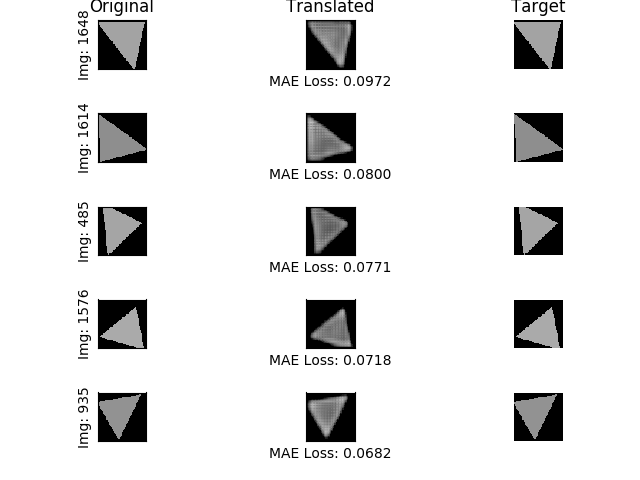 Original Translated Target
Img: 1648
MAE Loss: 0.0972
Img: 1614
MAE Loss: 0.0800
Img: 485
MAE Loss: 0.0771
Img: 1576
MAE Loss: 0.0718
Img: 935
MAE Loss: 0.0682